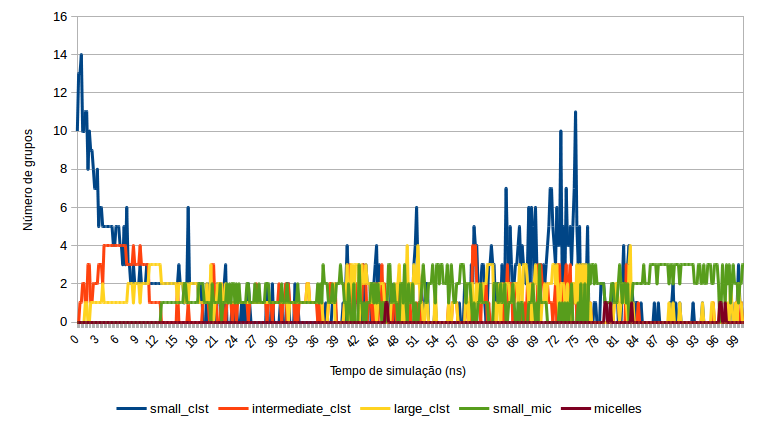 16
14
12
10
8
6
4
2
0
Número de grupos
0 3 6 9 12 15 18 21 24 27 30 33 36 39 42 45 48 51 54 57 60 63 66 69 72 75 78 81 84 87 90 93 96 99
Tempo de simulação (ns)
small_clst intermediate_clst large_clst small_mic micelles